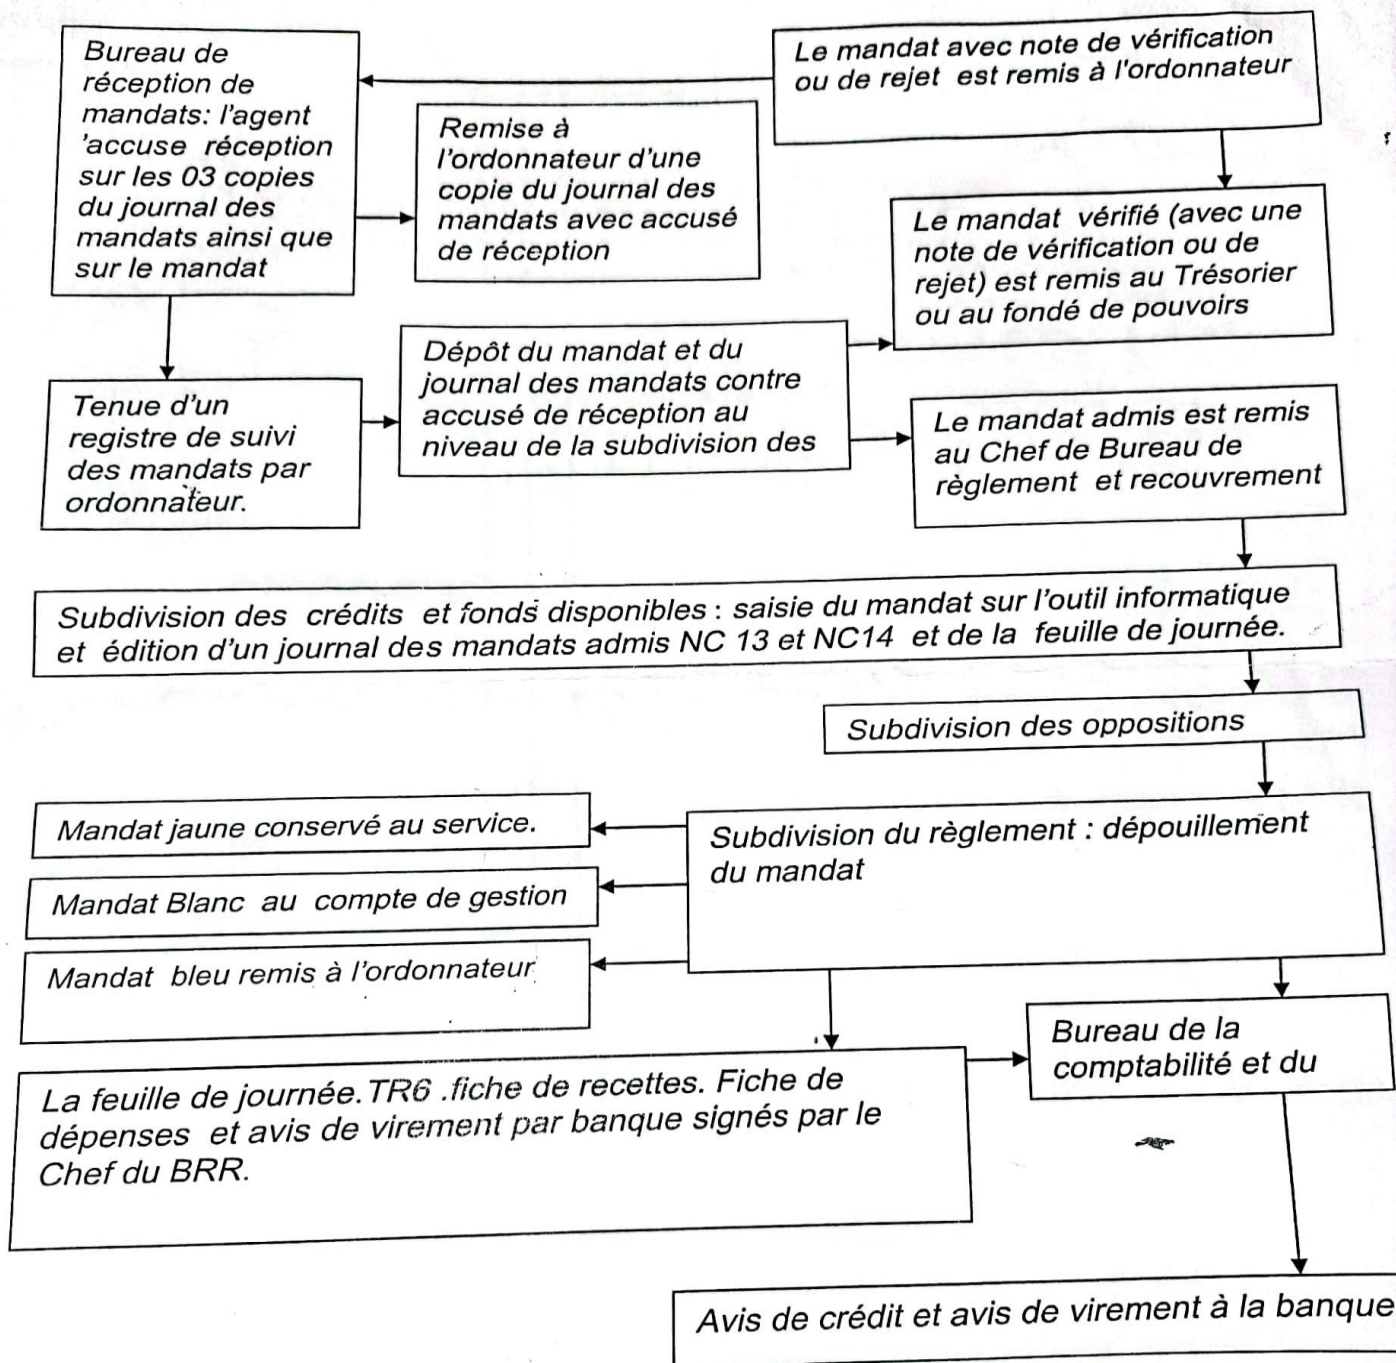 Bureau de
réception de
mandats: l'agent
'accuse réception
sur les 03 copies
du journal des
mandats ainsi que
sur le mandat
Le mandat avec note de vérification
ou de rejet est remis à l'ordonnateur
Remise à
l'ordonnateur d'une
copie du journal des
mandats avec accusé
de réception
Le mandat vérifié (avec une
note de vérification ou de
rejet) est remis au Trésorier
ou au fondé de pouvoirs
Tenue d'un
registre de suivi
des mandats par
ordonnateur.
Dépôt du mandat et du
journal des mandats contre
accusé de réception au
niveau de la subdivision des
Le mandat admis est remis
au Chef de Bureau de
règlement et recouvrement
Subdivision des crédits et fonds disponibles : saisie du mandat sur l'outil informatique
et édition d'un journal des mandats admis NC 13 et NC14 et de la feuille de journée.
Subdivision des oppositions
Subdivision du règlement : dépouillement
du mandat
Mandat jaune conservé au service.
Mandat Blanc au compte de gestion
Mandat bleu remis à l'ordonnateur
La feuille de journée.TR6 .fiche de recettes. Fiche de
dépenses et avis de virement par banque signés par le
Chef du BRR.
Bureau de la
comptabilité et du
Avis de crédit et avis de virement à la banque